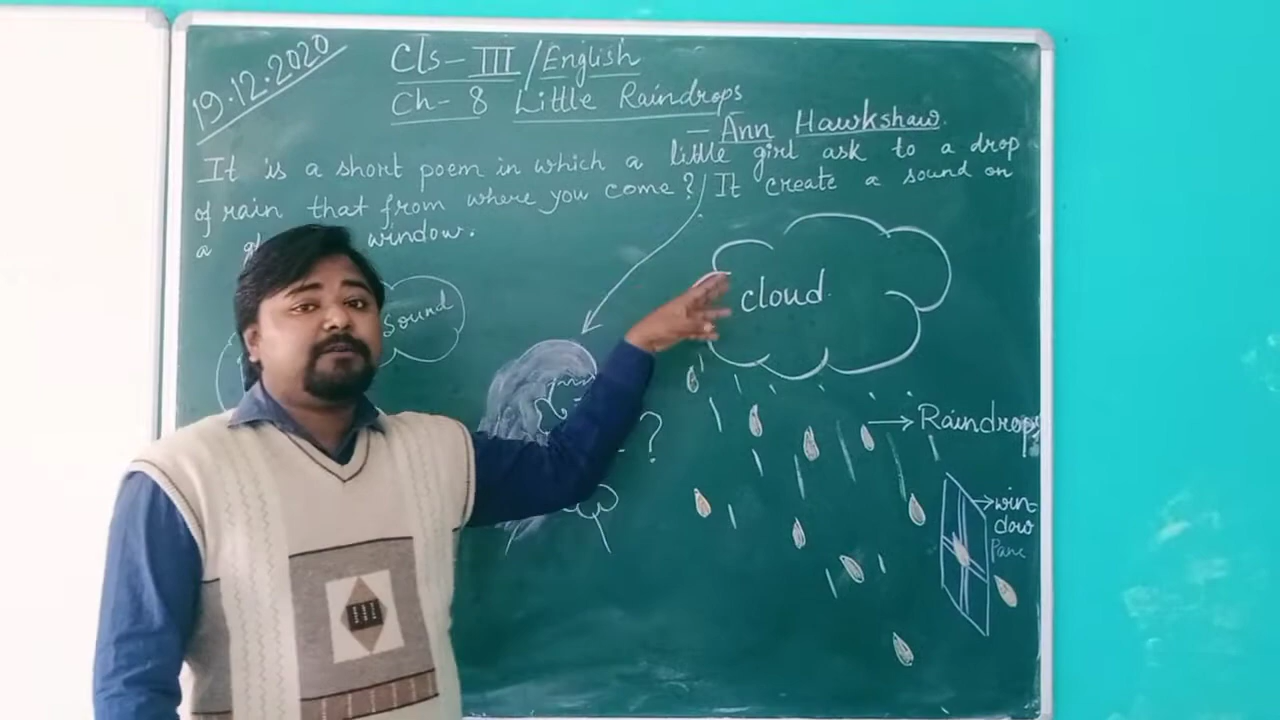 19.12.2020
Cls- III / English
Ch- 8 Little Raindrops
- Ann Hawkshaw.
It is a short poem in which a little girl ask to a drop
of rain that from where you come? / It create a sound on
a window.
Sound
cloud
?
Raindrops
win-
dow
Pane